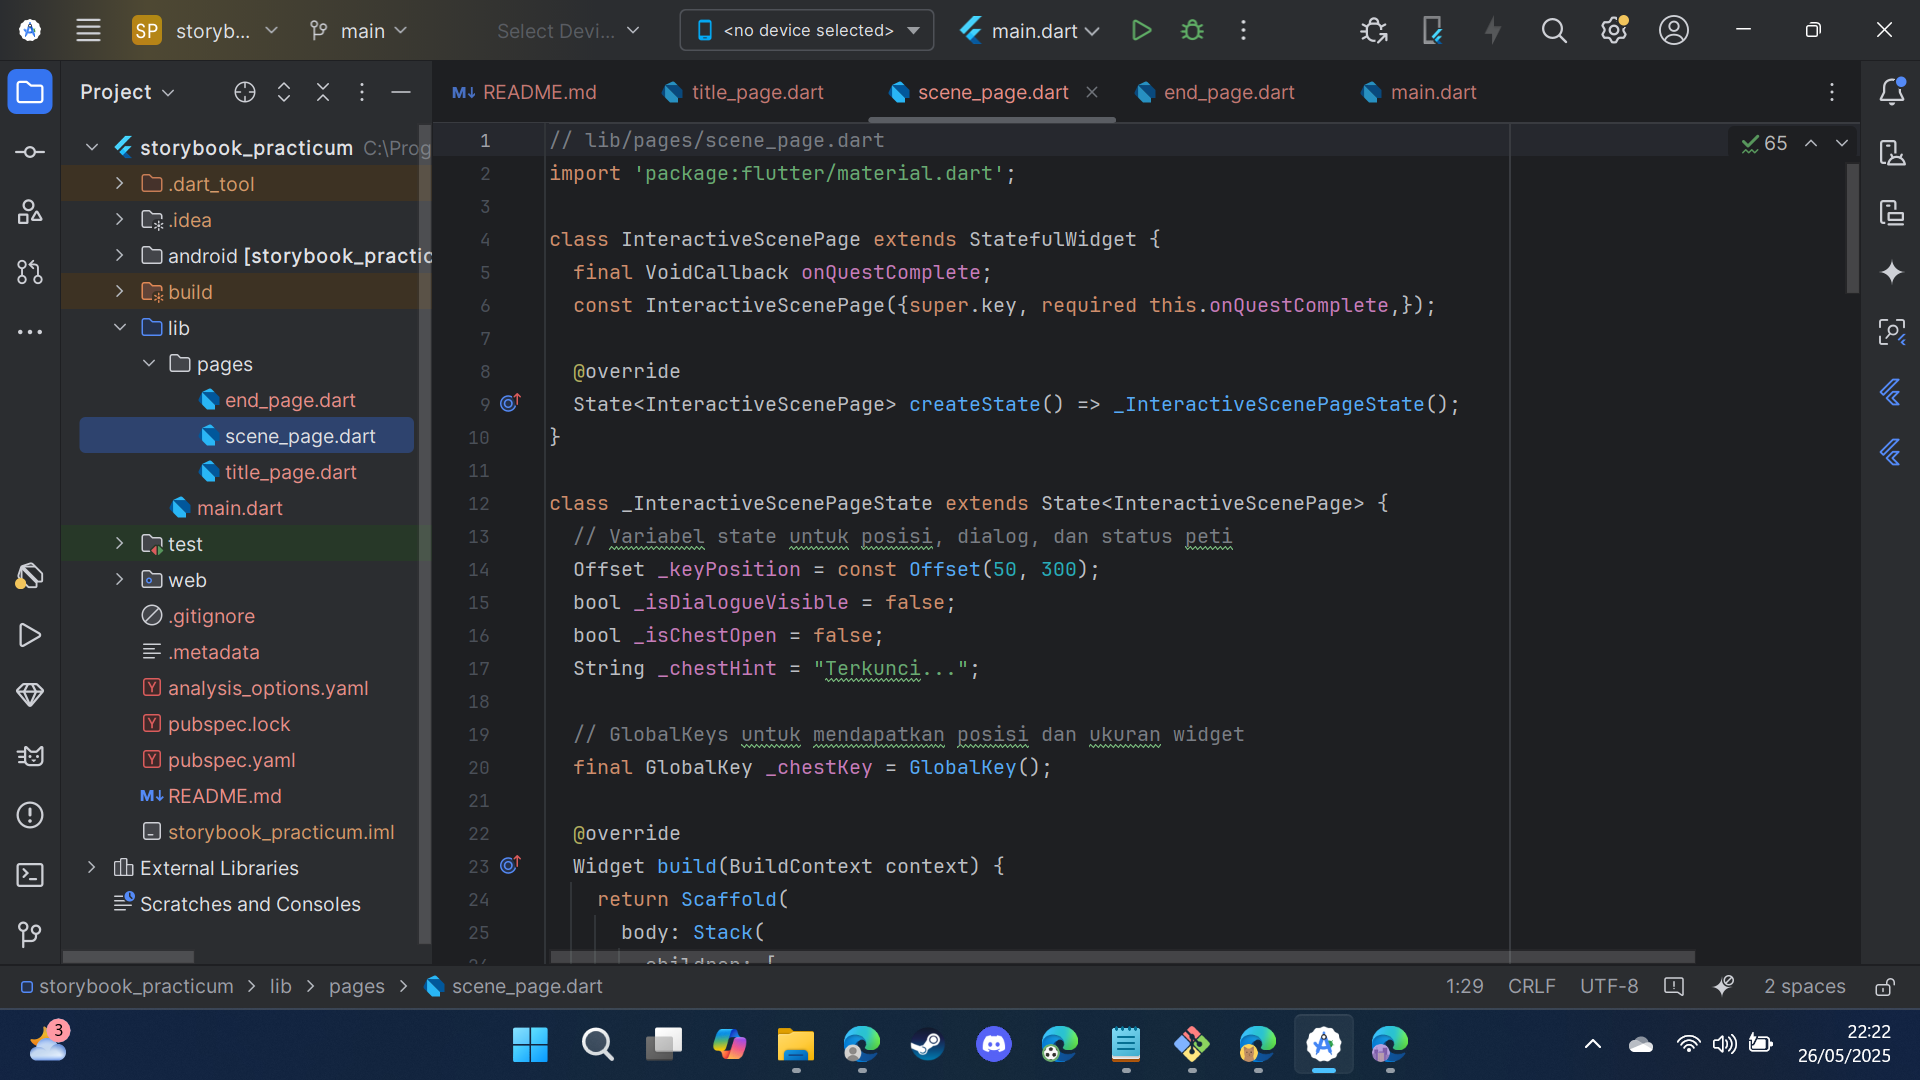 SP storyb... main Select Devi... <no device selected> main.dart
Project
README.md title_page.dart scene_page.dart end_page.dart main.dart
storybook_practicum C:\Prog
.dart_tool
.idea
android [storybook_practic
build
lib
pages
end_page.dart
scene_page.dart
title_page.dart
main.dart
test
web
.gitignore
.metadata
analysis_options.yaml
pubspec.lock
pubspec.yaml
README.md
storybook_practicum.iml
External Libraries
Scratches and Consoles
65
1 // lib/pages/scene_page.dart
2 import 'package:flutter/material.dart';
3
4 class InteractiveScenePage extends StatefulWidget {
5 final VoidCallback onQuestComplete;
6 const InteractiveScenePage({super.key, required this.onQuestComplete,});
7
8 @override
9 State<InteractiveScenePage> createState() => _InteractiveScenePageState();
10 }
11
12 class _InteractiveScenePageState extends State<InteractiveScenePage> {
13 // Variabel state untuk posisi, dialog, dan status peti
14 Offset _keyPosition = const Offset(50, 300);
15 bool _isDialogueVisible = false;
16 bool _isChestOpen = false;
17 String _chestHint = "Terkunci...";
18
19 // GlobalKeys untuk mendapatkan posisi dan ukuran widget
20 final GlobalKey _chestKey = GlobalKey();
21
22 @override
23 Widget build(BuildContext context) {
24 return Scaffold(
25 body: Stack(
26 children: [
storybook_practicum > lib > pages > scene_page.dart
1:29 CRLF UTF-8 2 spaces
3
22:22
26/05/2025